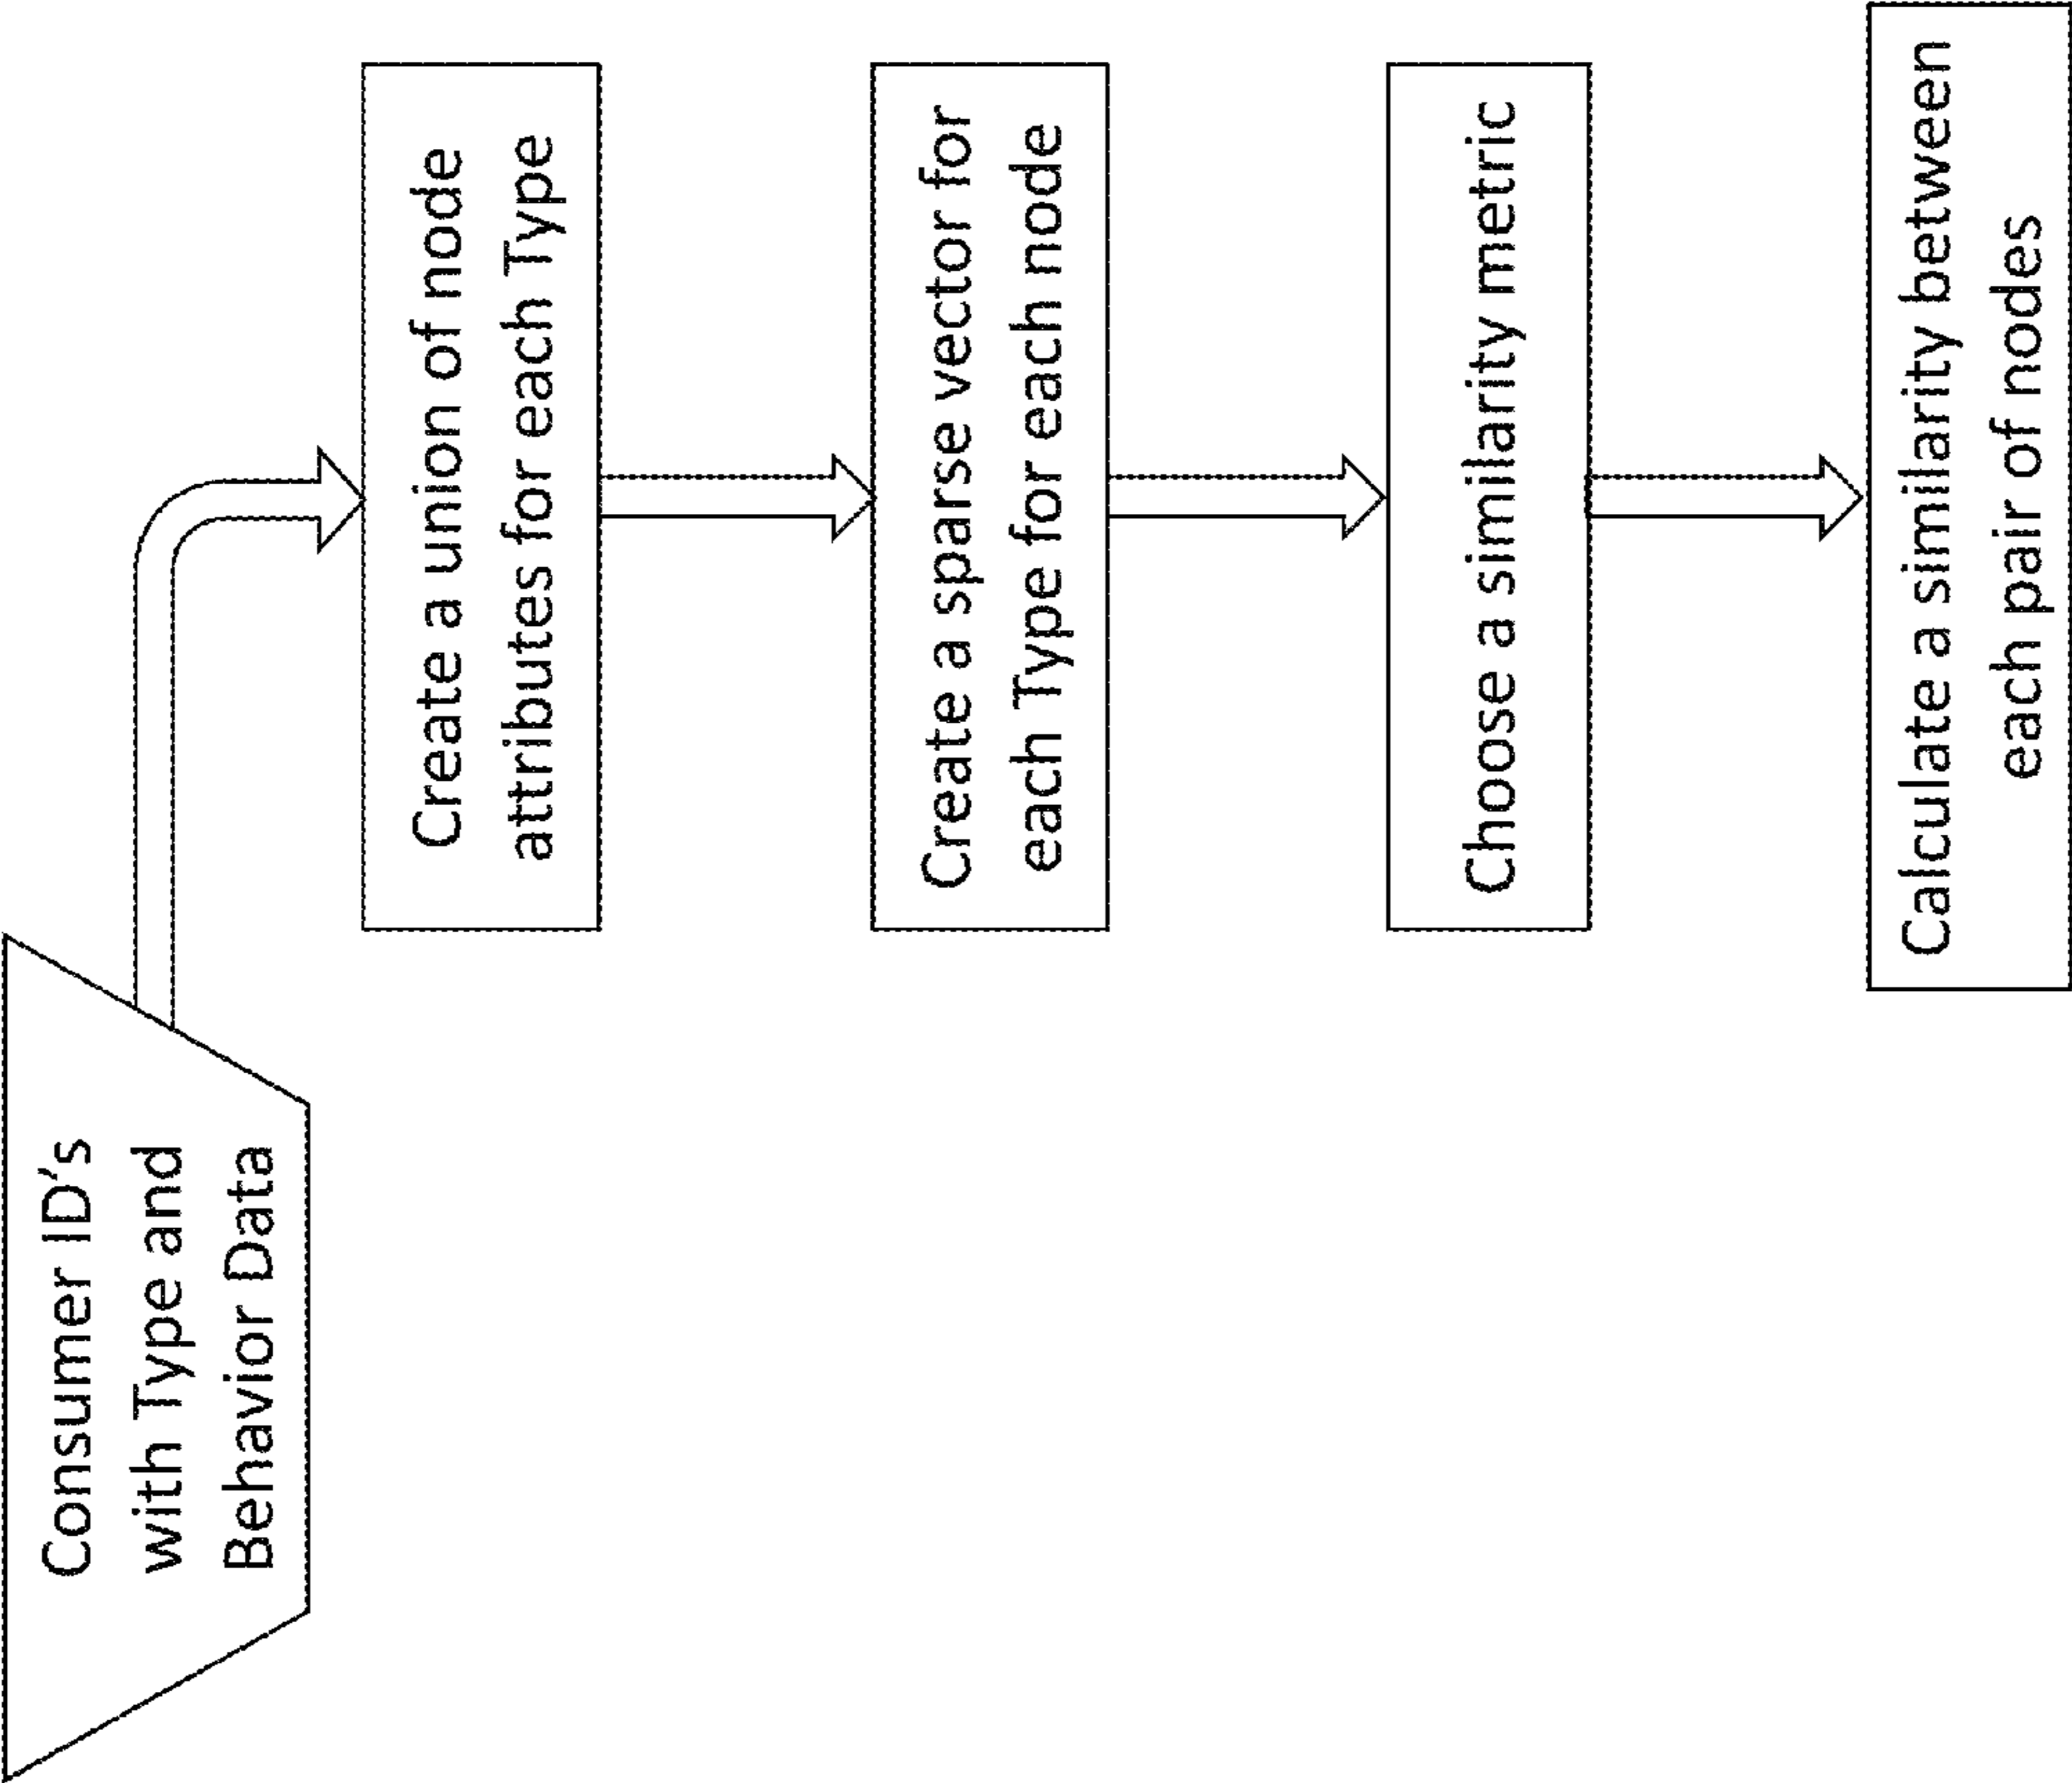 Consumer ID's
with Type and
Behavior Data
Create a union of node
attributes for each Type
Create a sparse vector for
each Type for each node
Choose a similarity metric
Calculate a similarity between
each pair of nodes